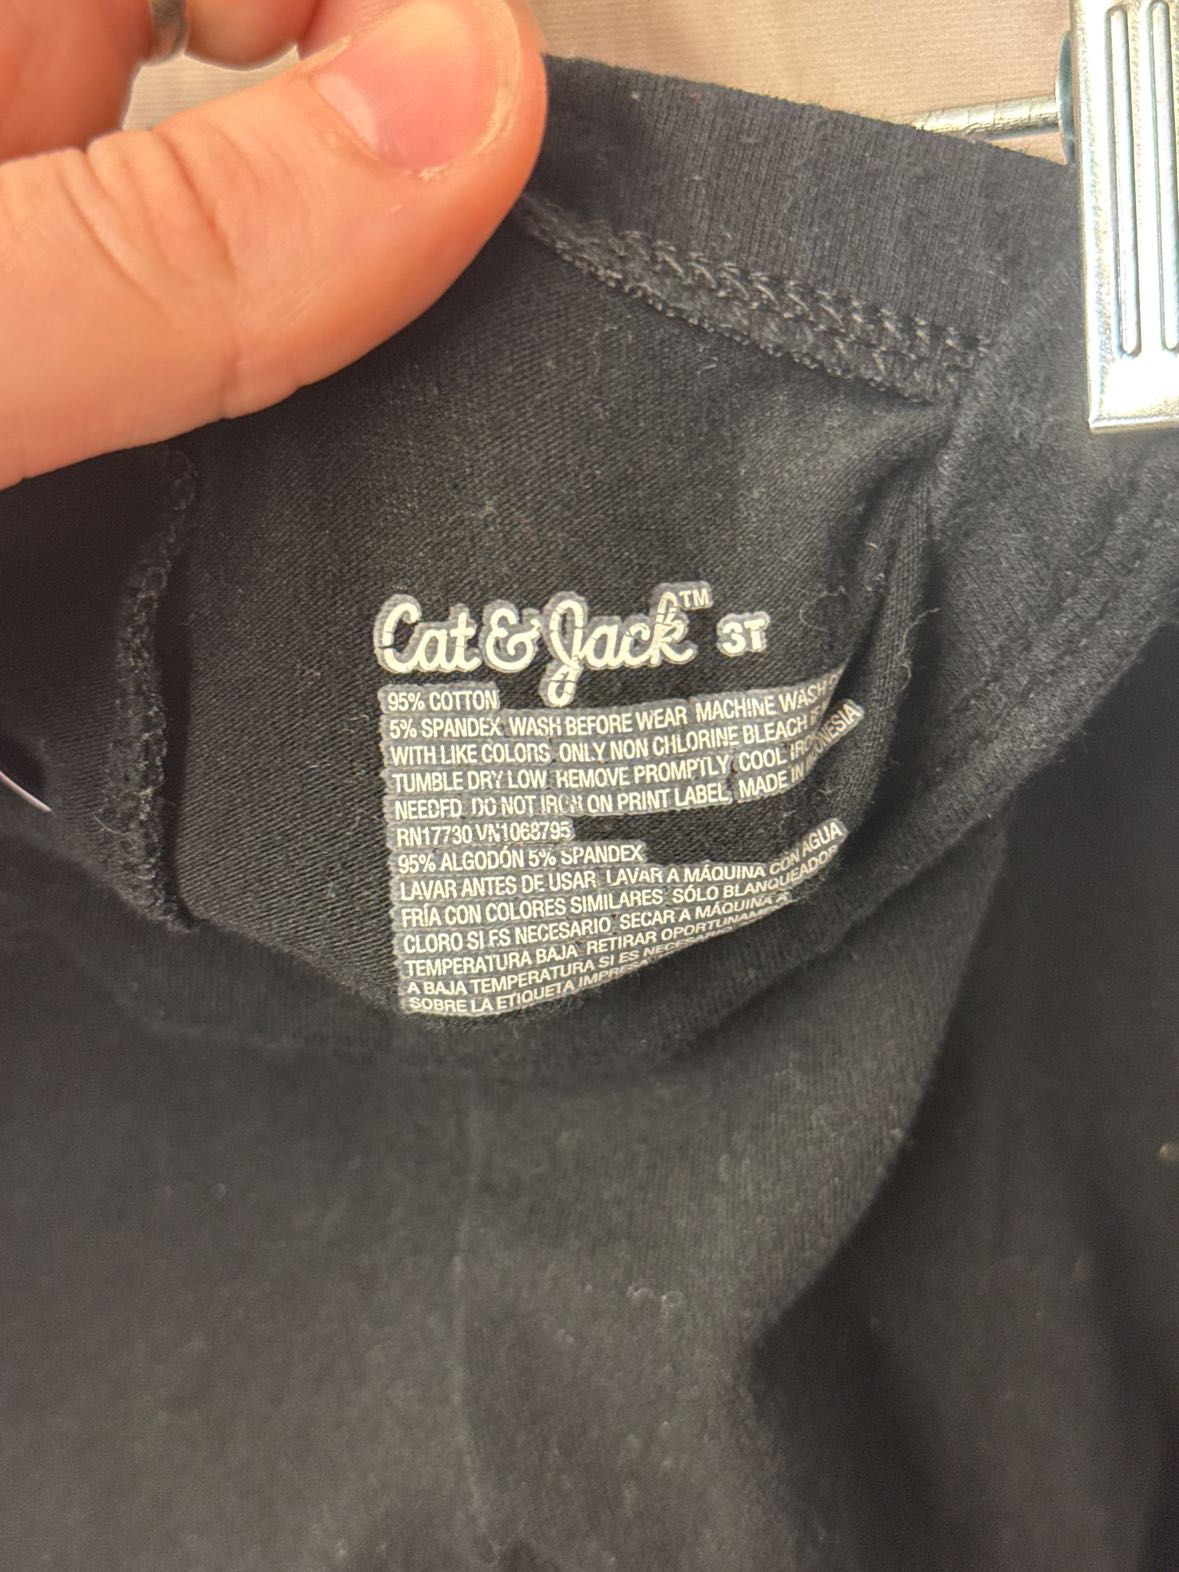 Cat & Jack™ 3T
95% COTTON
5% SPANDEX WASH BEFORE WEAR MACHINE WASH
WITH LIKE COLORS ONLY NON CHLORINE BLEACH
TUMBLE DRY LOW REMOVE PROMPTLY COOL IRON
NEEDED DO NOT IRON ON PRINT LABEL MADE IN INDONESIA
RN17730 VN1068795
95% ALGODÓN 5% SPANDEX
LAVAR ANTES DE USAR LAVAR A MÁQUINA CON AGUA
FRÍA CON COLORES SIMILARES SÓLO BLANQUEADOR
CLORO SI ES NECESARIO SECAR A MÁQUINA A
TEMPERATURA BAJA RETIRAR
A BAJA TEMPERATURA SI ES NECESARIO
SOBRE LA ETIQUETA IMPRESA